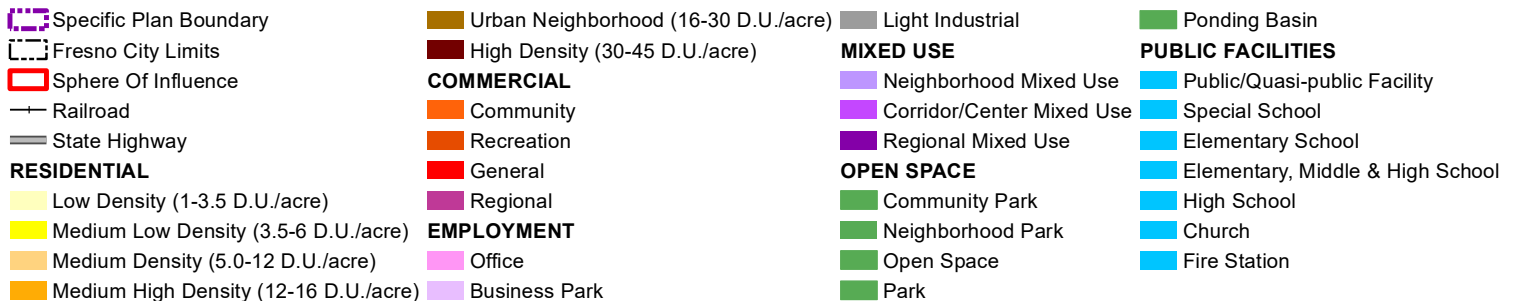 Specific Plan Boundary
Fresno City Limits
Sphere Of Influence
Railroad
State Highway
RESIDENTIAL
Low Density (1-3.5 D.U./acre)
Medium Low Density (3.5-6 D.U./acre)
Medium Density (5.0-12 D.U./acre)
Medium High Density (12-16 D.U./acre)
Urban Neighborhood (16-30 D.U./acre)
High Density (30-45 D.U./acre)
COMMERCIAL
Community
Recreation
General
Regional
EMPLOYMENT
Office
Business Park
Light Industrial
MIXED USE
Neighborhood Mixed Use
Corridor/Center Mixed Use
Regional Mixed Use
OPEN SPACE
Community Park
Neighborhood Park
Open Space
Park
Ponding Basin
PUBLIC FACILITIES
Public/Quasi-public Facility
Special School
Elementary School
Elementary, Middle & High School
High School
Church
Fire Station